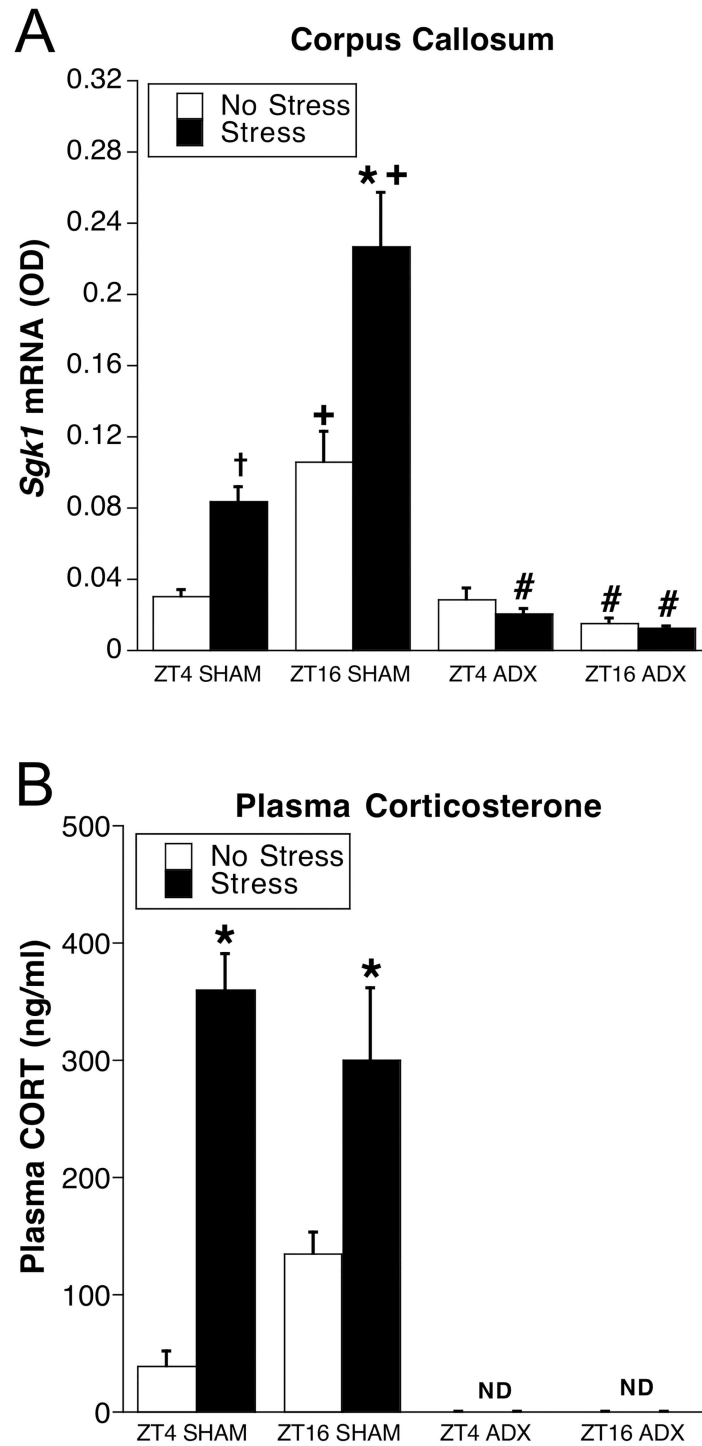 A
Corpus Callosum
No Stress
Stress
0.32
0.28
0.24
0.2
0.16
0.12
0.08
0.04
0
Sgk1 mRNA (OD)
†
+
* +
#
# #
ZT4 SHAM ZT16 SHAM ZT4 ADX ZT16 ADX
B
Plasma Corticosterone
No Stress
Stress
500
400
300
200
100
0
Plasma CORT (ng/ml)
*
*
ND
ND
ZT4 SHAM ZT16 SHAM ZT4 ADX ZT16 ADX